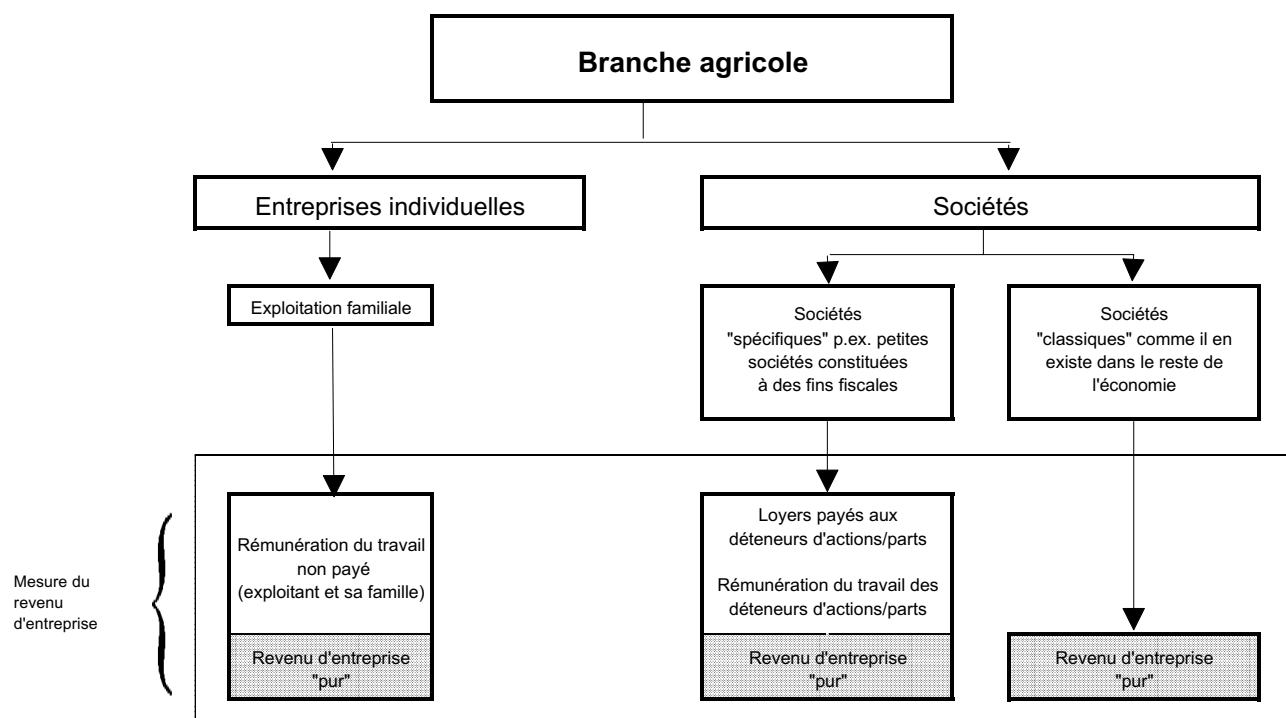 Branche agricole
Entreprises individuelles
Sociétés
Exploitation familiale
Sociétés
"spécifiques" p.ex. petites
sociétés constituées
à des fins fiscales
Sociétés
"classiques" comme il en
existe dans le reste de
l'économie
Mesure du
revenu
d'entreprise
Rémunération du travail
non payé
(exploitant et sa famille)
Revenu d'entreprise
"pur"
Loyers payés aux
déteneurs d'actions/parts
Rémunération du travail des
déteneurs d'actions/parts
Revenu d'entreprise
"pur"
Revenu d'entreprise
"pur"